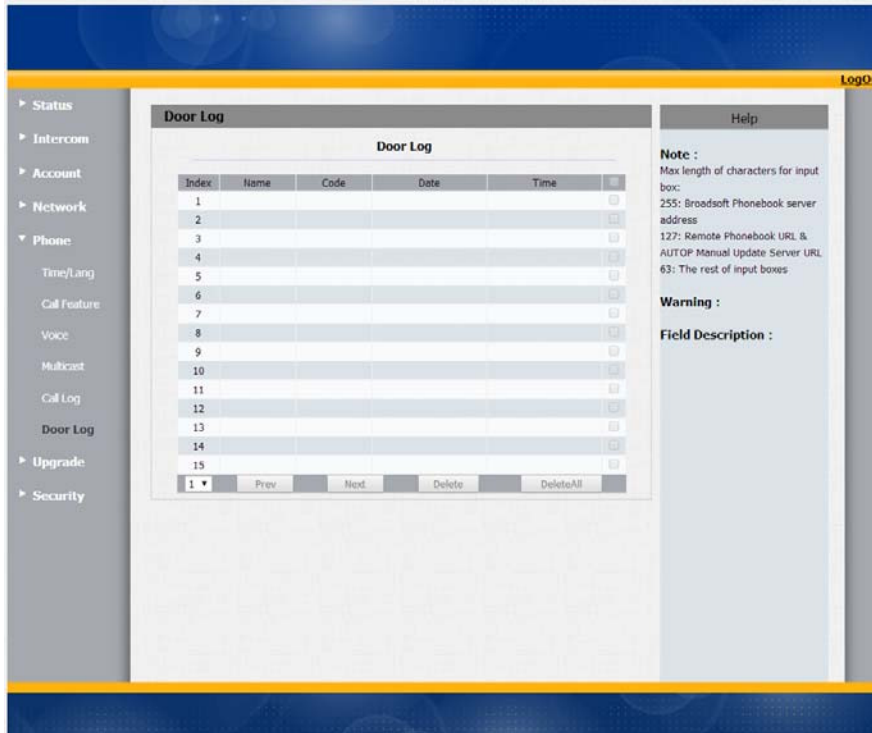 LogO
Status
Intercom
Account
Network
Phone
Time/Lang
Call Feature
Voice
Multicast
Call Log
Door Log
Upgrade
Security
Door Log
Door Log
Index Name Code Date Time
1
2
3
4
5
6
7
8
9
10
11
12
13
14
15
1 Prev Next Delete DeleteAll
Help
Note :
Max length of characters for input
box:
255: Broadsoft Phonebook server
address
127: Remote Phonebook URL &
AUTOP Manual Update Server URL
63: The rest of input boxes
Warning :
Field Description :